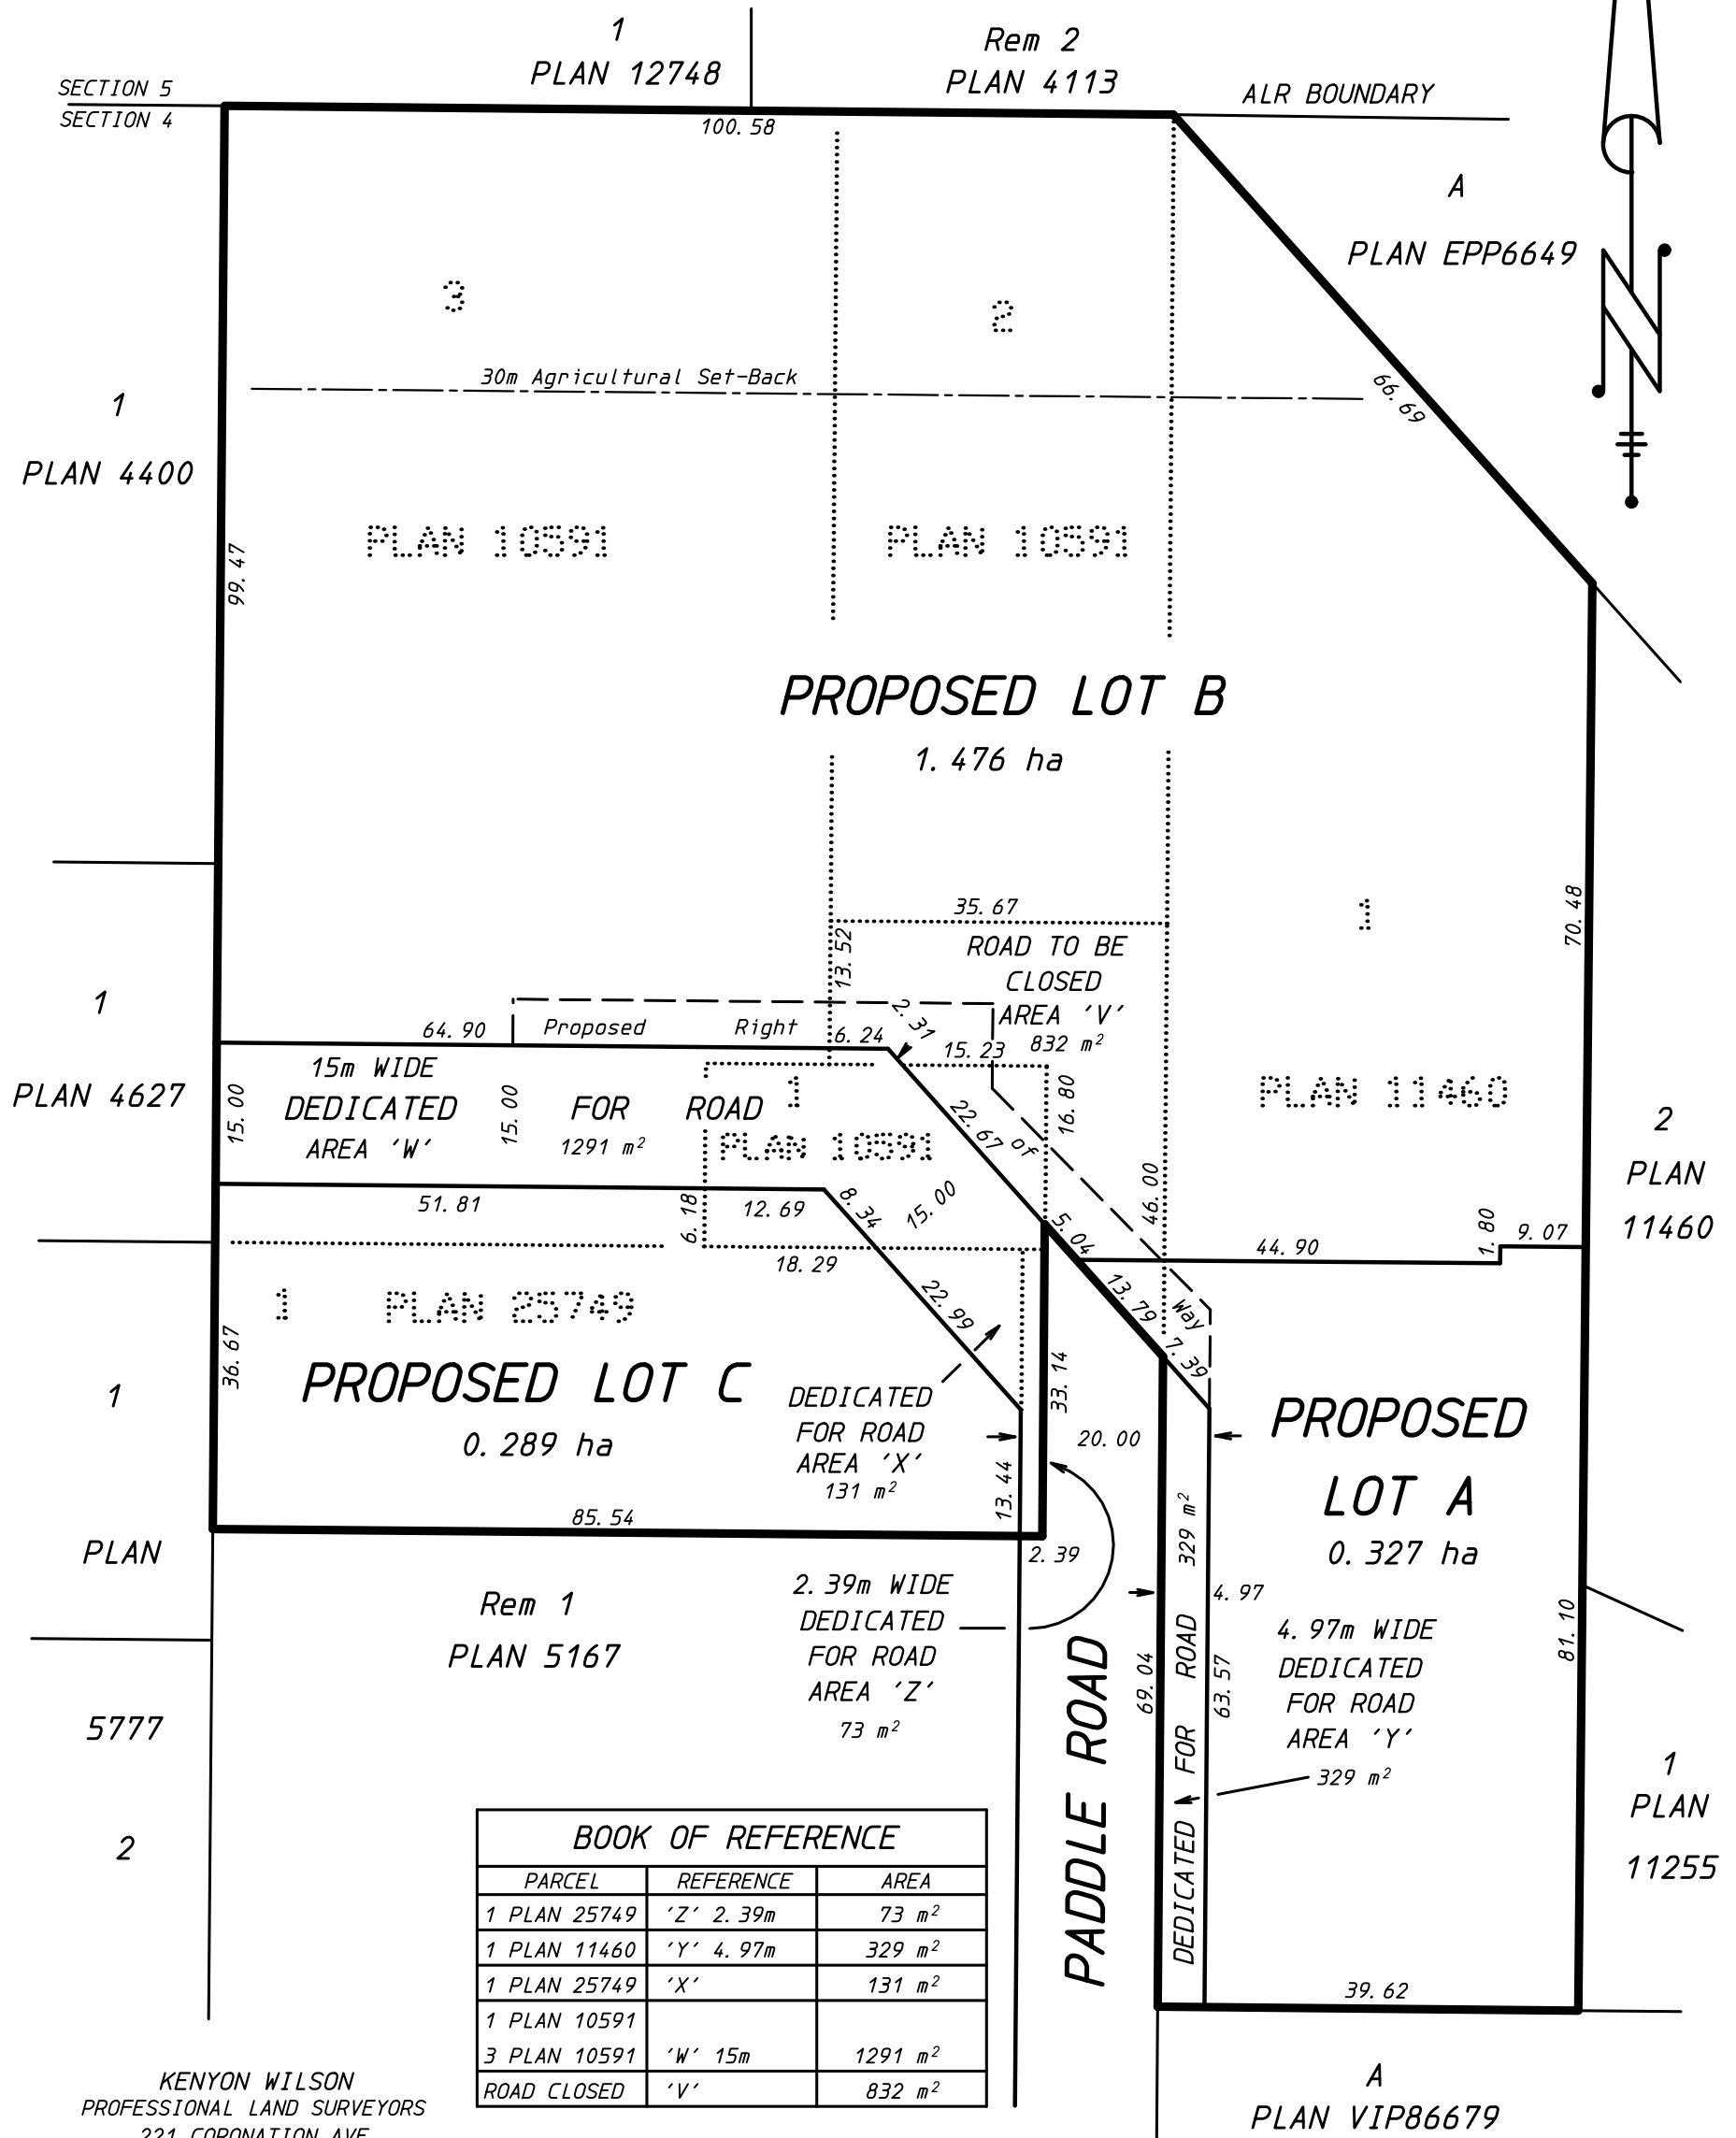 1
PLAN 12748
Rem 2
PLAN 4113
SECTION 5
SECTION 4
ALR BOUNDARY
100.58
A
PLAN EPP6649
N
3
2
30m Agricultural Set-Back
66.69
1
PLAN 4400
99.47
PLAN 10591
PLAN 10591
PROPOSED LOT B
1.476 ha
70.48
1
PLAN 11460
35.67
13.52
ROAD TO BE
CLOSED
AREA 'V'
832 m²
1
PLAN 4627
64.90
Proposed Right of Way
6.24
2.31
15.23
16.80
22.67
46.00
15m WIDE
DEDICATED FOR ROAD
AREA 'W'
1291 m²
15.00
15.00
1
PLAN 10591
51.81
6.18
12.69
8.34
15.00
18.29
5.04
44.90
1.80
9.07
2
PLAN
11460
1 PLAN 25749
22.99
13.79
7.39
36.67
PROPOSED LOT C
0.289 ha
DEDICATED
FOR ROAD
AREA 'X'
131 m²
33.14
20.00
13.44
85.54
2.39
PROPOSED
LOT A
0.327 ha
329 m²
4.97
4.97m WIDE
DEDICATED
FOR ROAD
AREA 'Y'
329 m²
81.10
1
PLAN
5777
2
Rem 1
PLAN 5167
2.39m WIDE
DEDICATED
FOR ROAD
AREA 'Z'
73 m²
PADDLE ROAD
69.04
DEDICATED FOR ROAD
63.57
1
PLAN
11255
39.62
BOOK OF REFERENCE
PARCEL REFERENCE AREA
1 PLAN 25749 'Z' 2.39m 73 m²
1 PLAN 11460 'Y' 4.97m 329 m²
1 PLAN 25749 'X' 131 m²
1 PLAN 10591
3 PLAN 10591 'W' 15m 1291 m²
ROAD CLOSED 'V' 832 m²
KENYON WILSON
PROFESSIONAL LAND SURVEYORS
221 CORONATION AVE
A
PLAN VIP86679